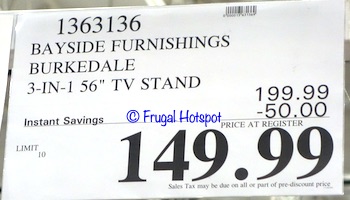 1363136
BAYSIDE FURNISHINGS
BURKEDALE
3-IN-1 56" TV STAND
199.99
Instant Savings -50.00
© Frugal Hotspot
PRICE AT REGISTER
LIMIT
10
149.99
Sales Tax may be due on all or part of pre-discount price